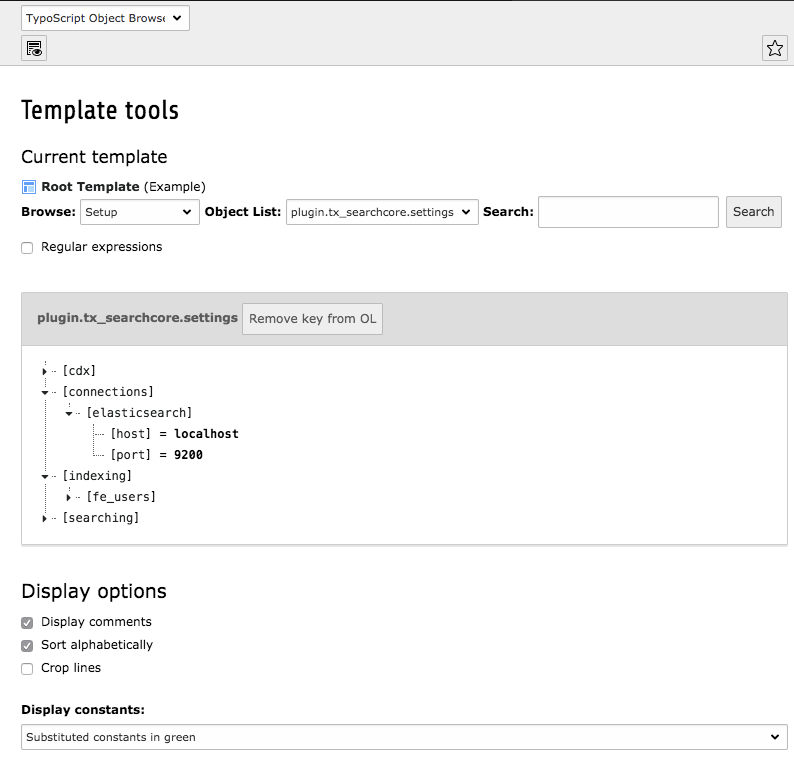 TypoScript Object Browse
Template tools
Current template
Root Template (Example)
Browse: Setup Object List: plugin.tx_searchcore.settings Search: Search
Regular expressions
plugin.tx_searchcore.settings Remove key from OL
[cdx]
[connections]
[elasticsearch]
[host] = localhost
[port] = 9200
[indexing]
[fe_users]
[searching]
Display options
Display comments
Sort alphabetically
Crop lines
Display constants:
Substituted constants in green